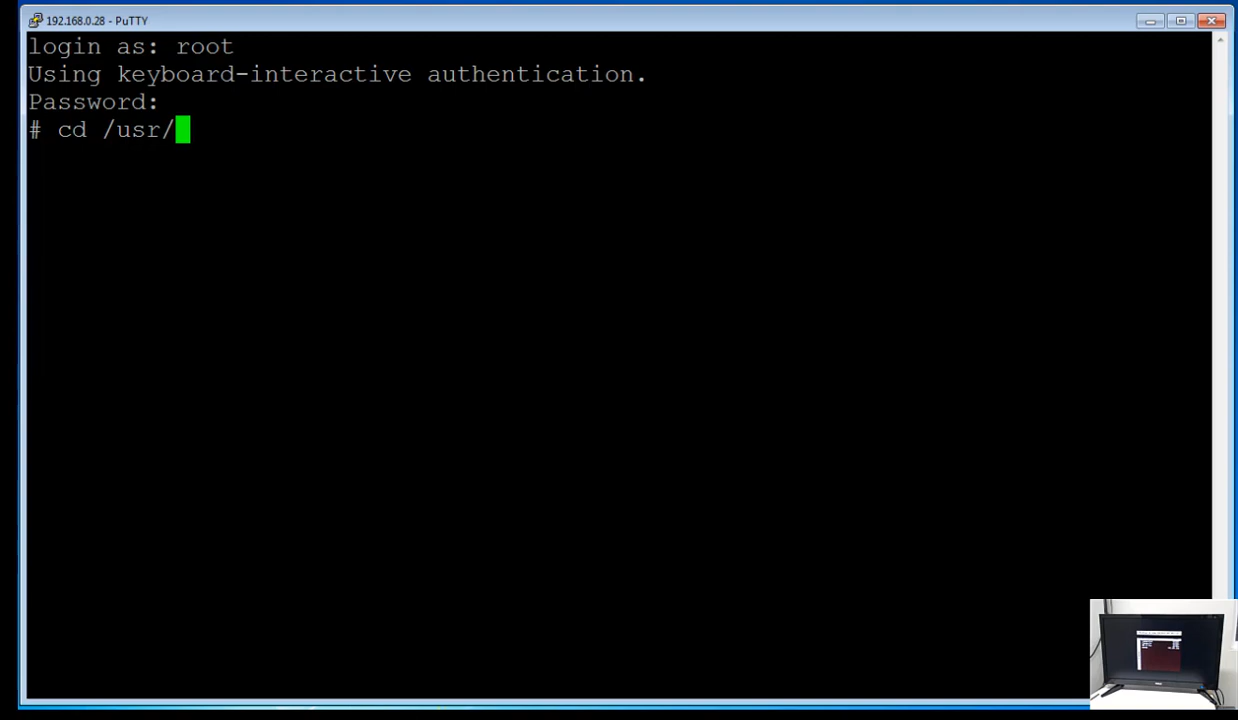 192.168.0.28 - PuTTY
login as: root
Using keyboard-interactive authentication.
Password:
# cd /usr/